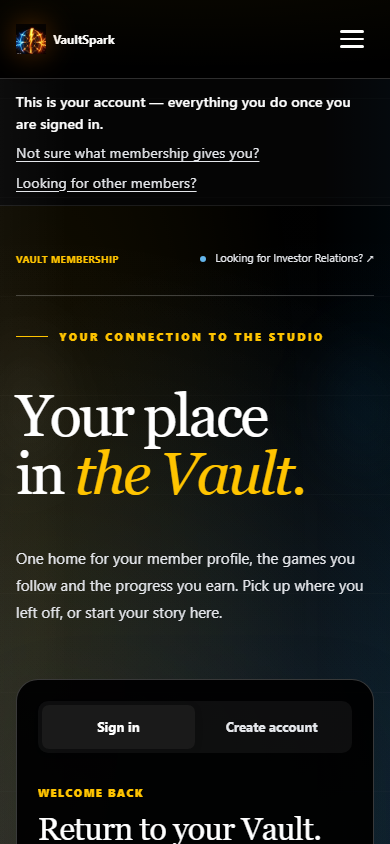 VaultSpark
This is your account — everything you do once you
are signed in.
Not sure what membership gives you?
Looking for other members?
VAULT MEMBERSHIP
Looking for Investor Relations? ↗
YOUR CONNECTION TO THE STUDIO
Your place
in the Vault.
One home for your member profile, the games you
follow and the progress you earn. Pick up where you
left off, or start your story here.
Sign in
Create account
WELCOME BACK
Return to your Vault.